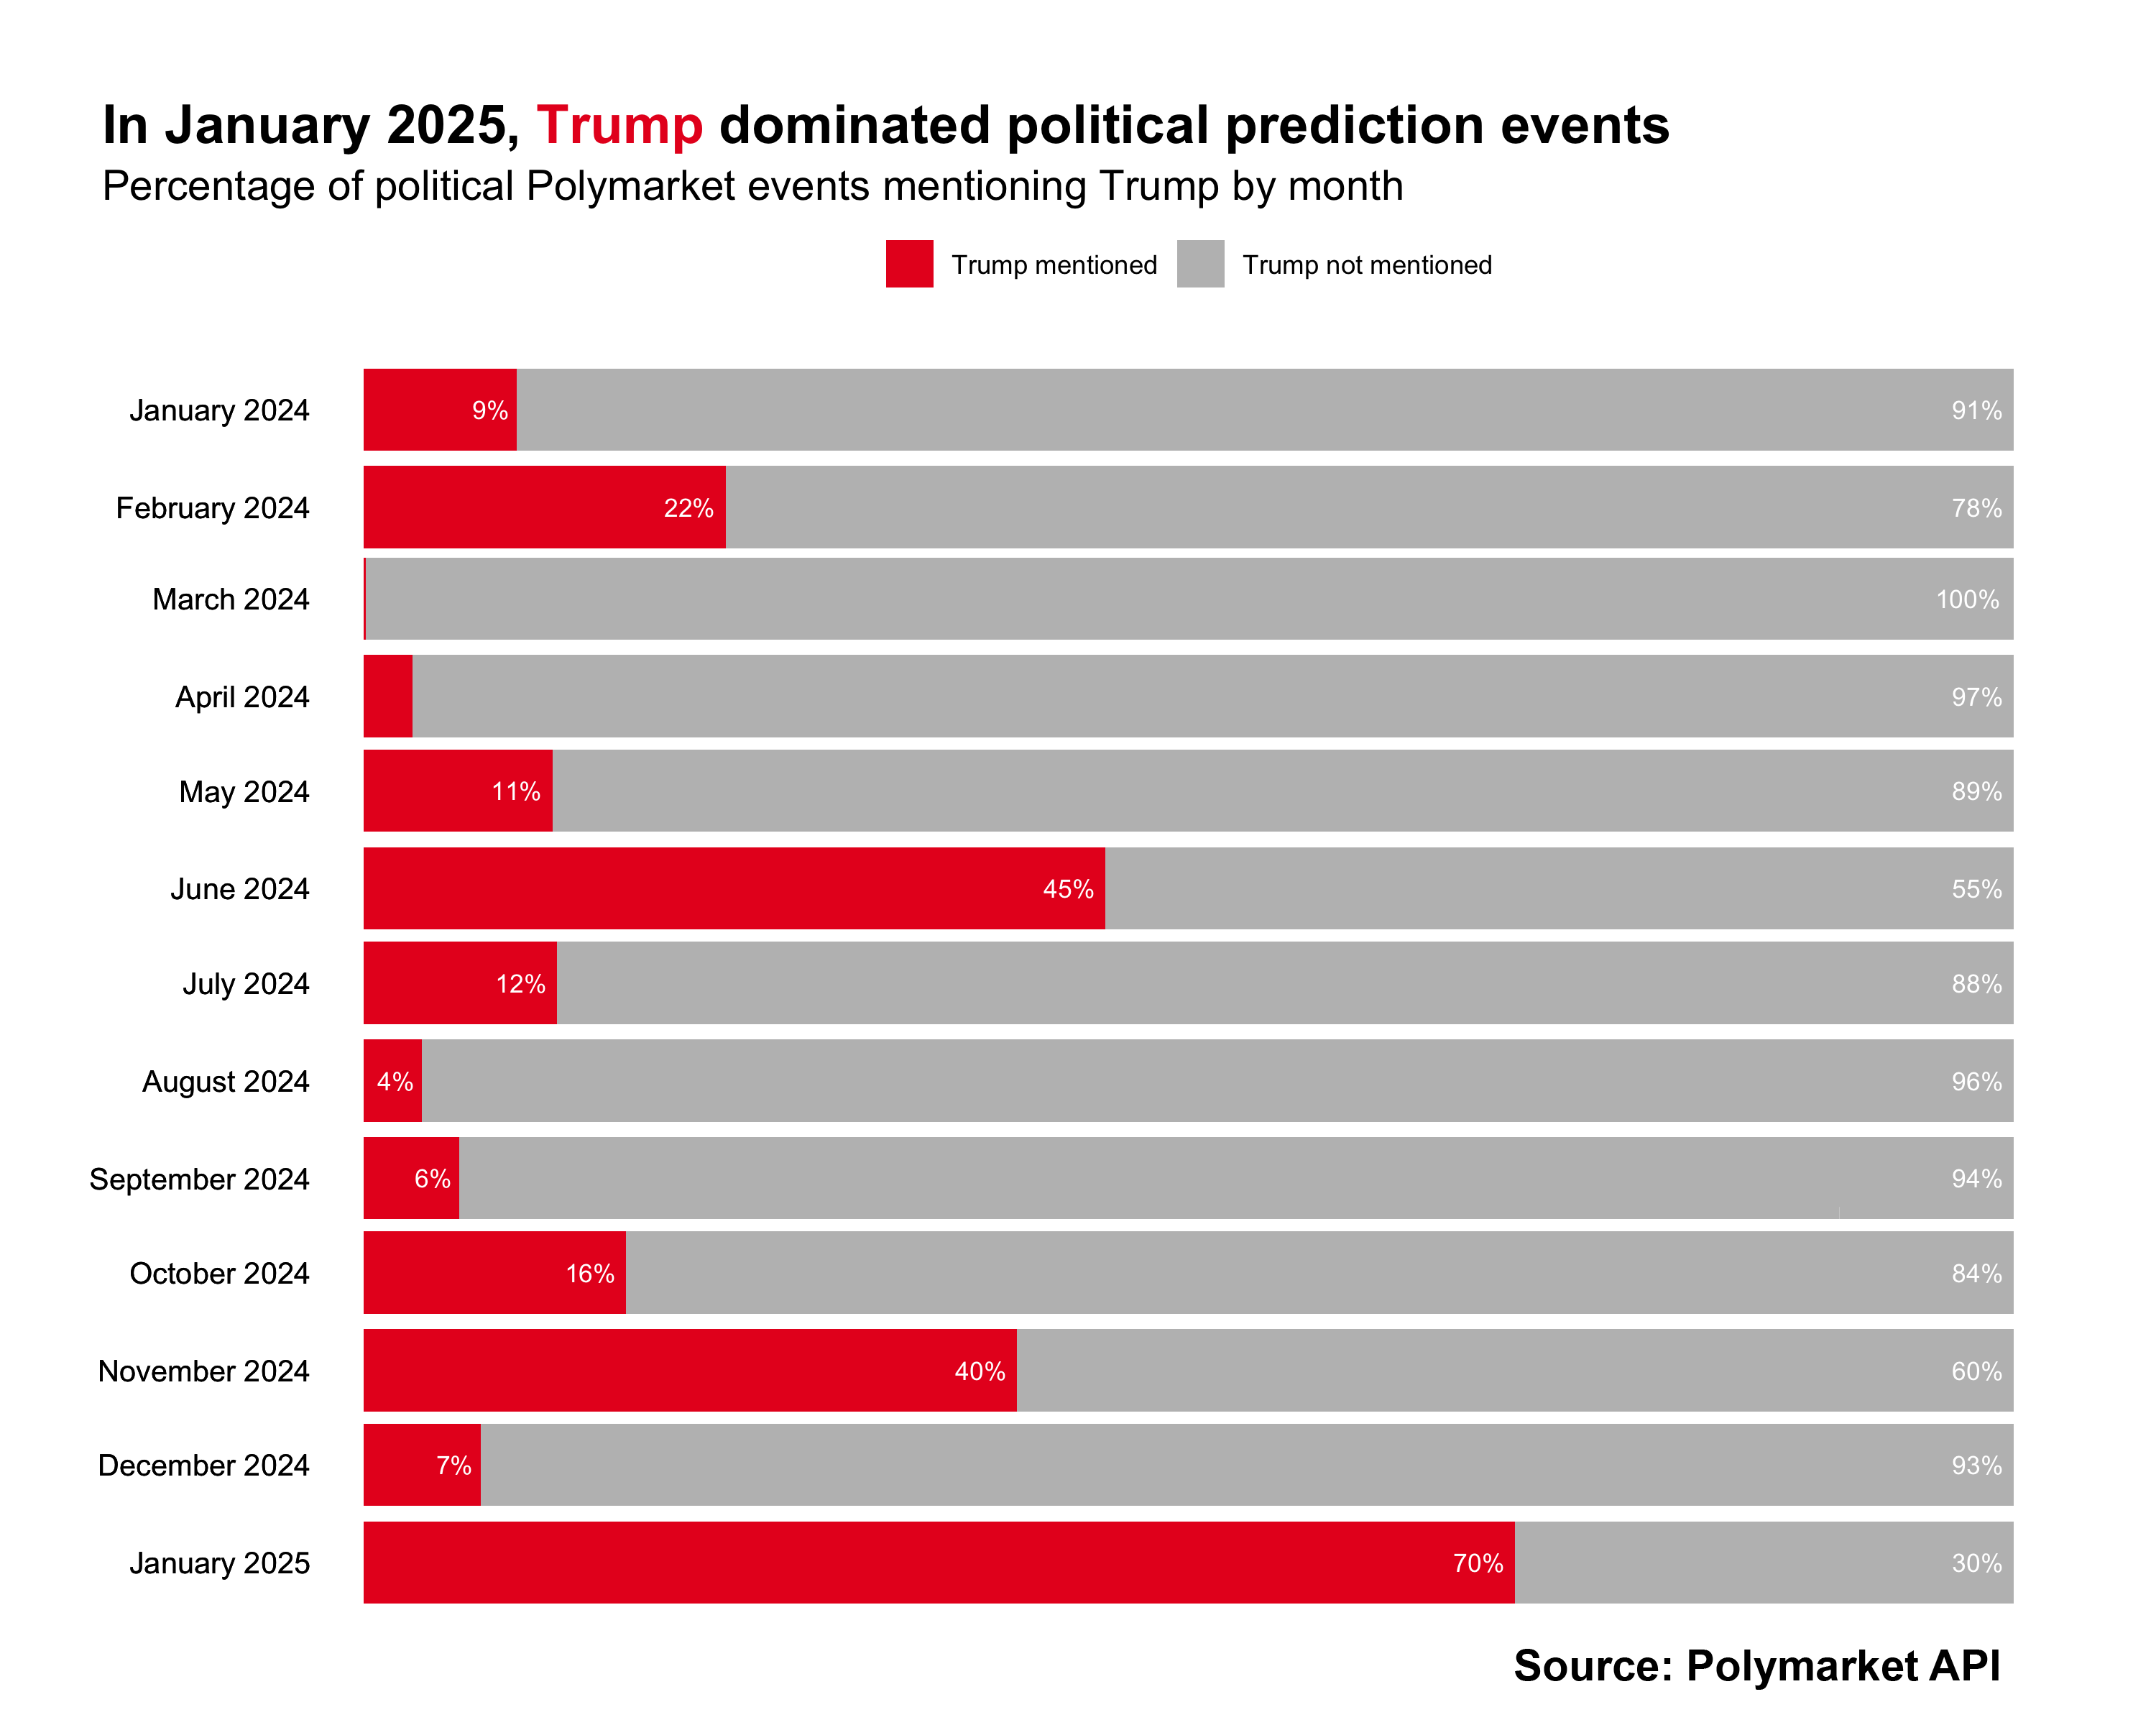 In January 2025, Trump dominated political prediction events
Percentage of political Polymarket events mentioning Trump by month
Trump mentioned Trump not mentioned
January 2024 9% 91%
February 2024 22% 78%
March 2024 100%
April 2024 97%
May 2024 11% 89%
June 2024 45% 55%
July 2024 12% 88%
August 2024 4% 96%
September 2024 6% 94%
October 2024 16% 84%
November 2024 40% 60%
December 2024 7% 93%
January 2025 70% 30%
Source: Polymarket API